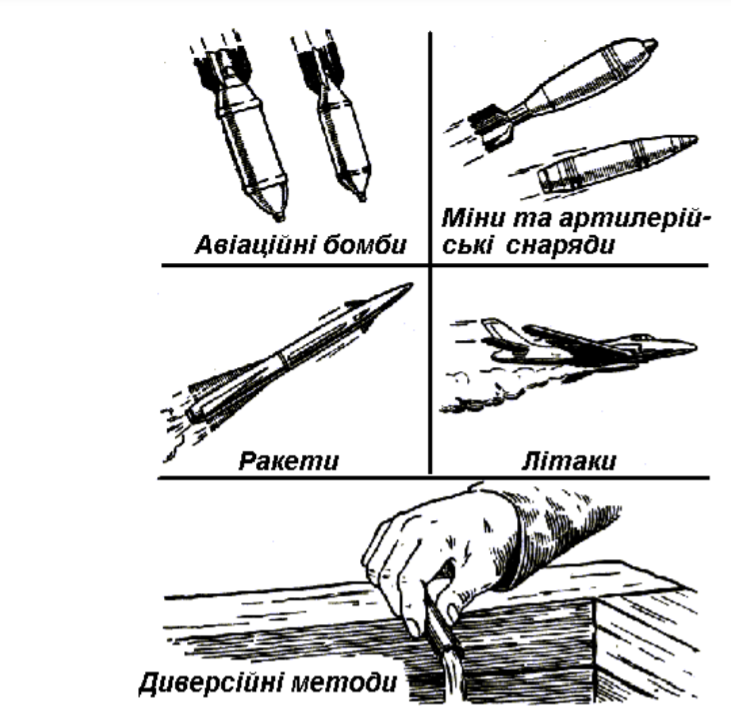 Авіаційні бомби
Міни та артилерій-
ські снаряди
Ракети
Літаки
Диверсійні методи